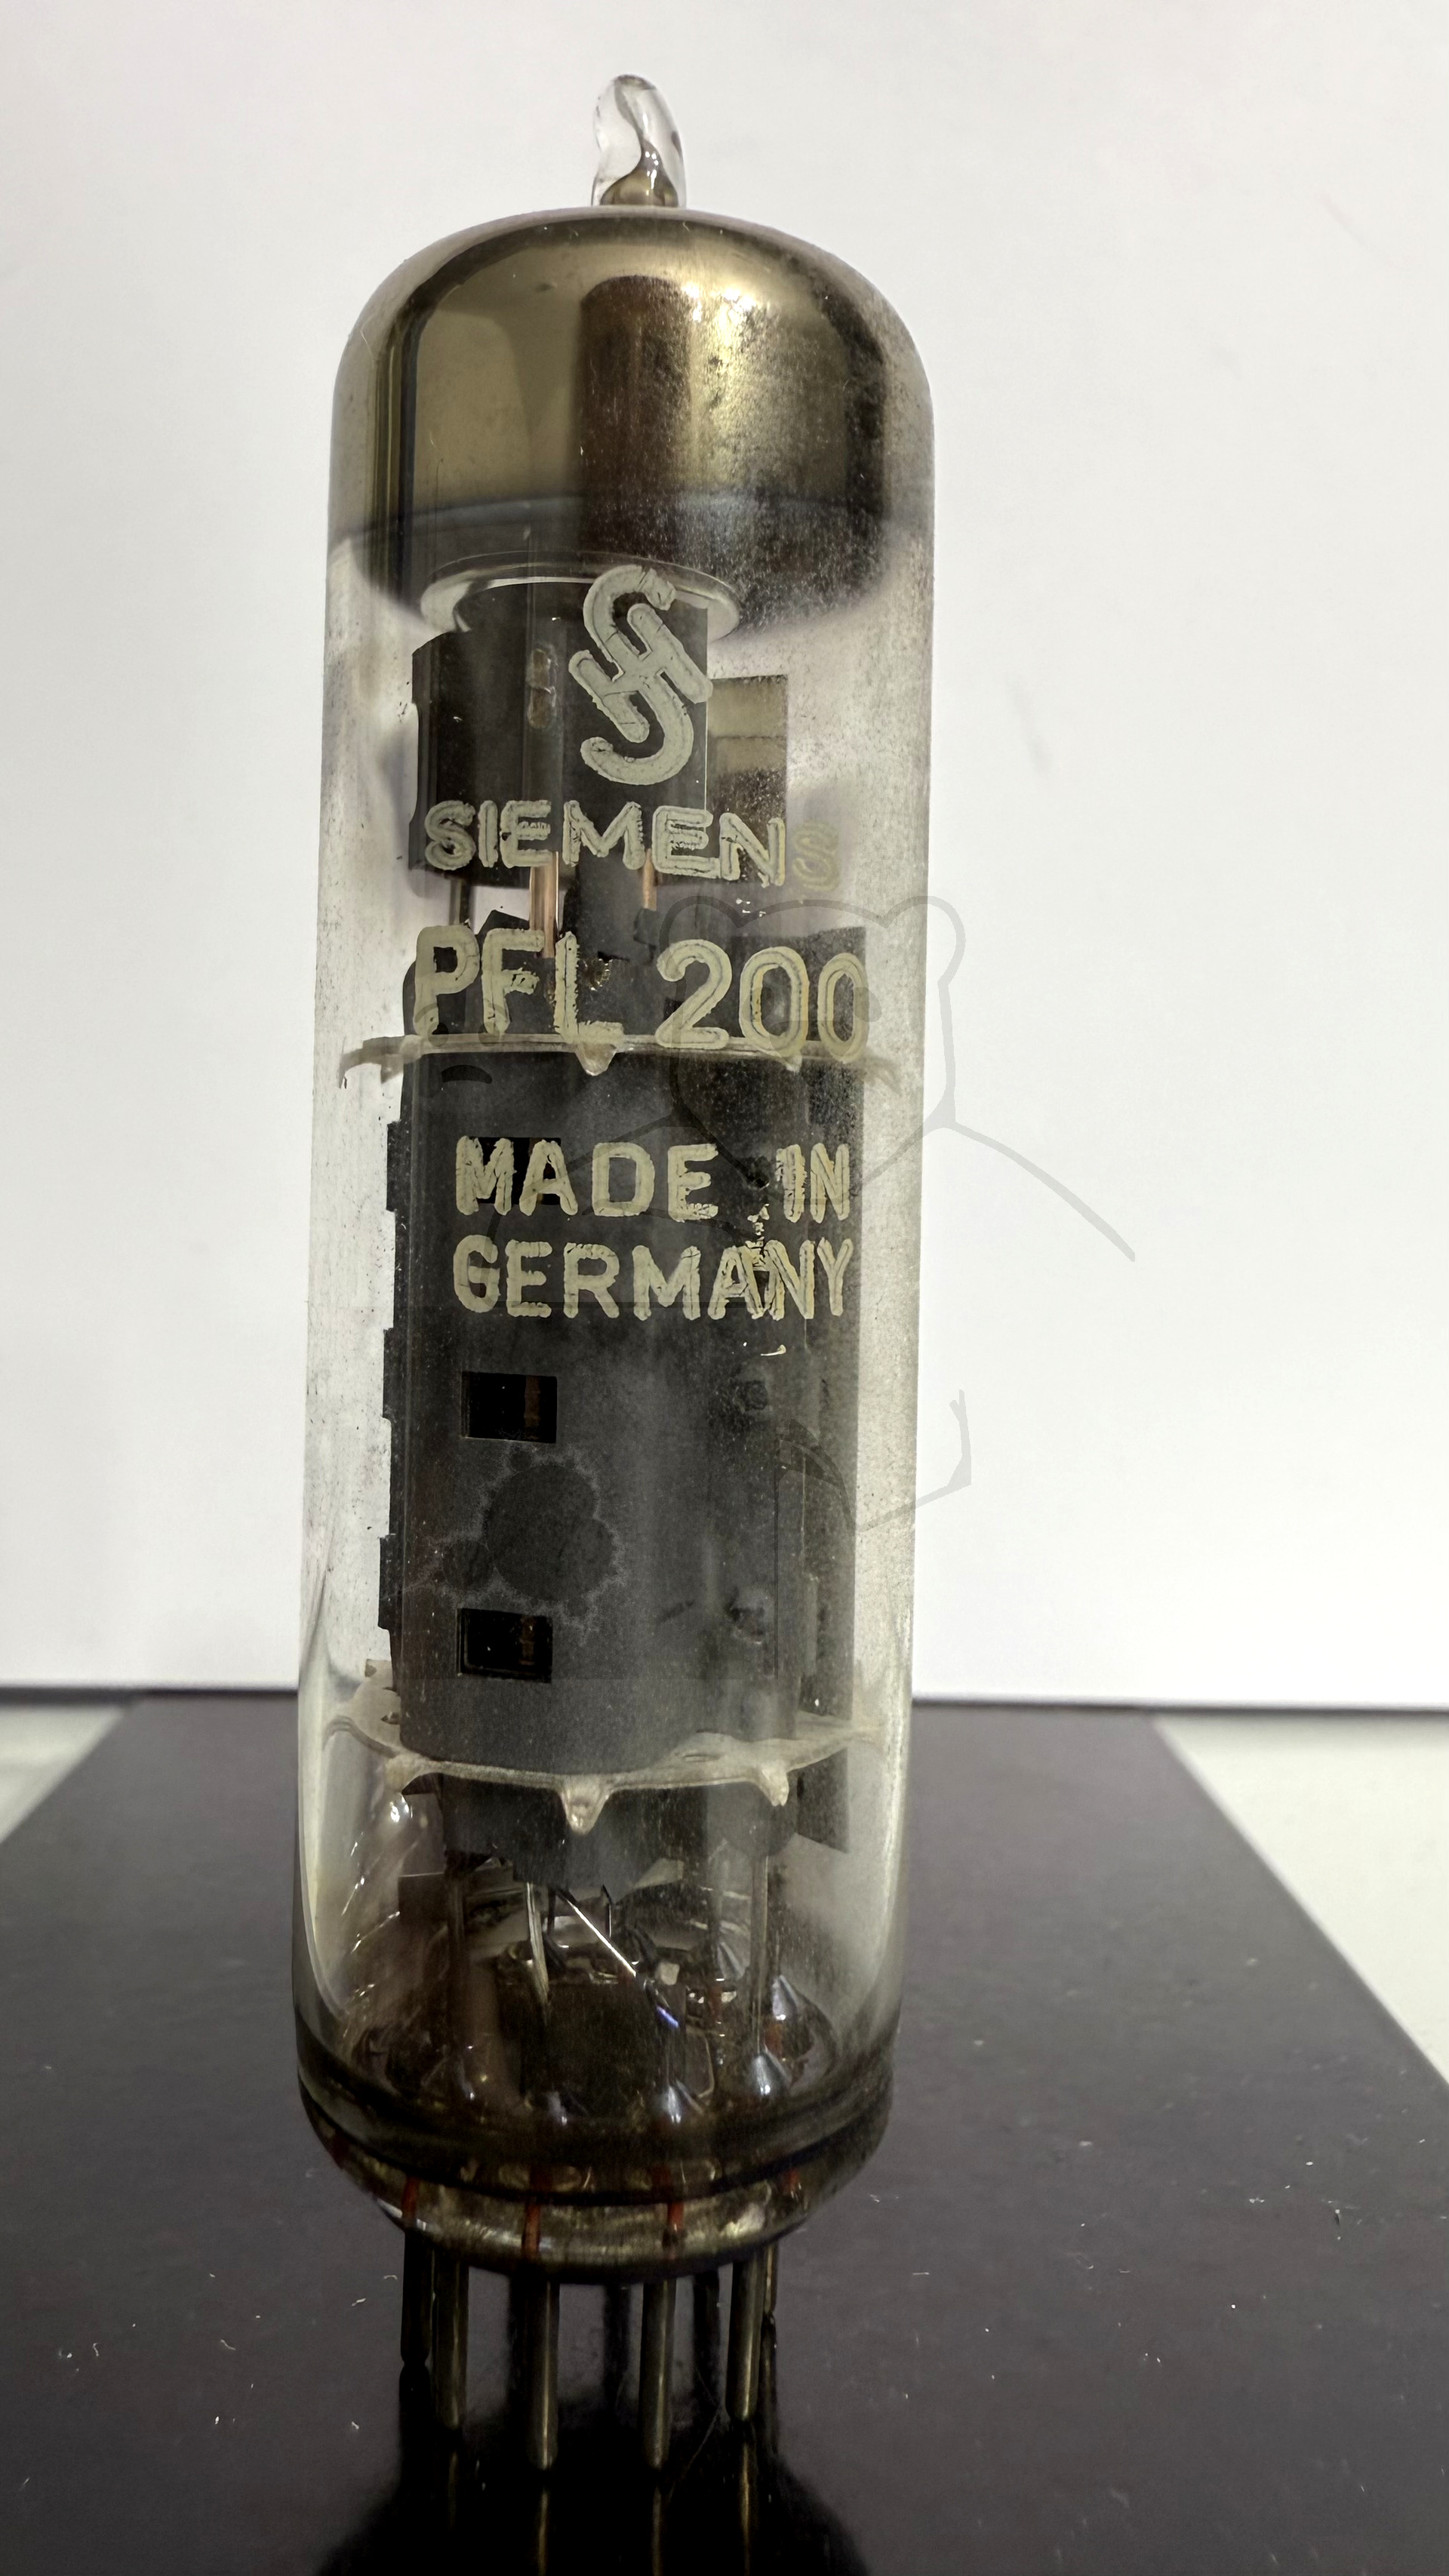 SIEMENS
PFL 200
MADE IN
GERMANY